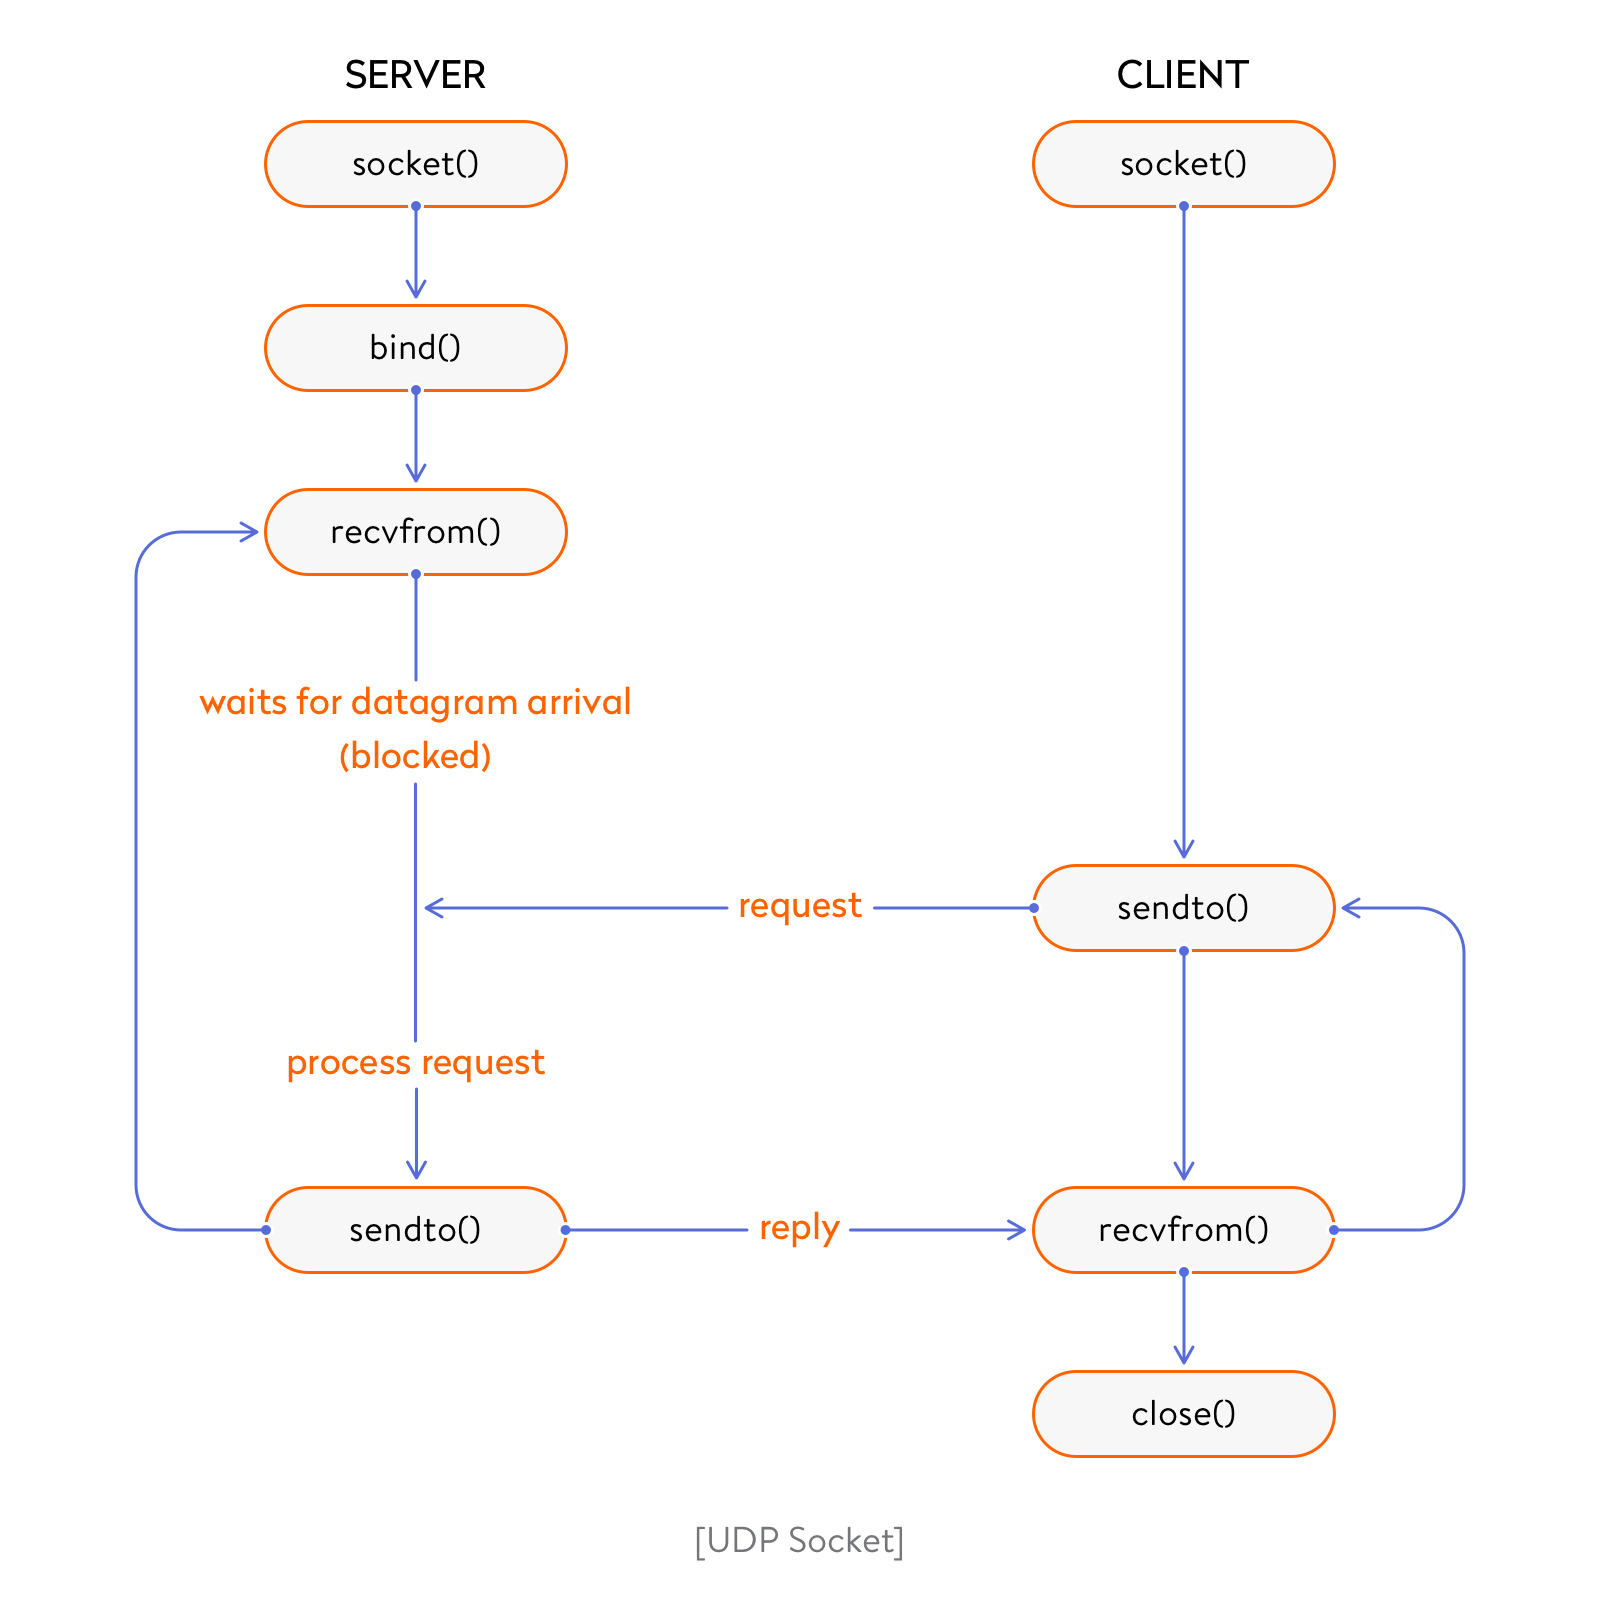 SERVER
CLIENT
socket()
socket()
bind()
recvfrom()
waits for datagram arrival
(blocked)
request
sendto()
process request
sendto()
reply
recvfrom()
close()
[UDP Socket]